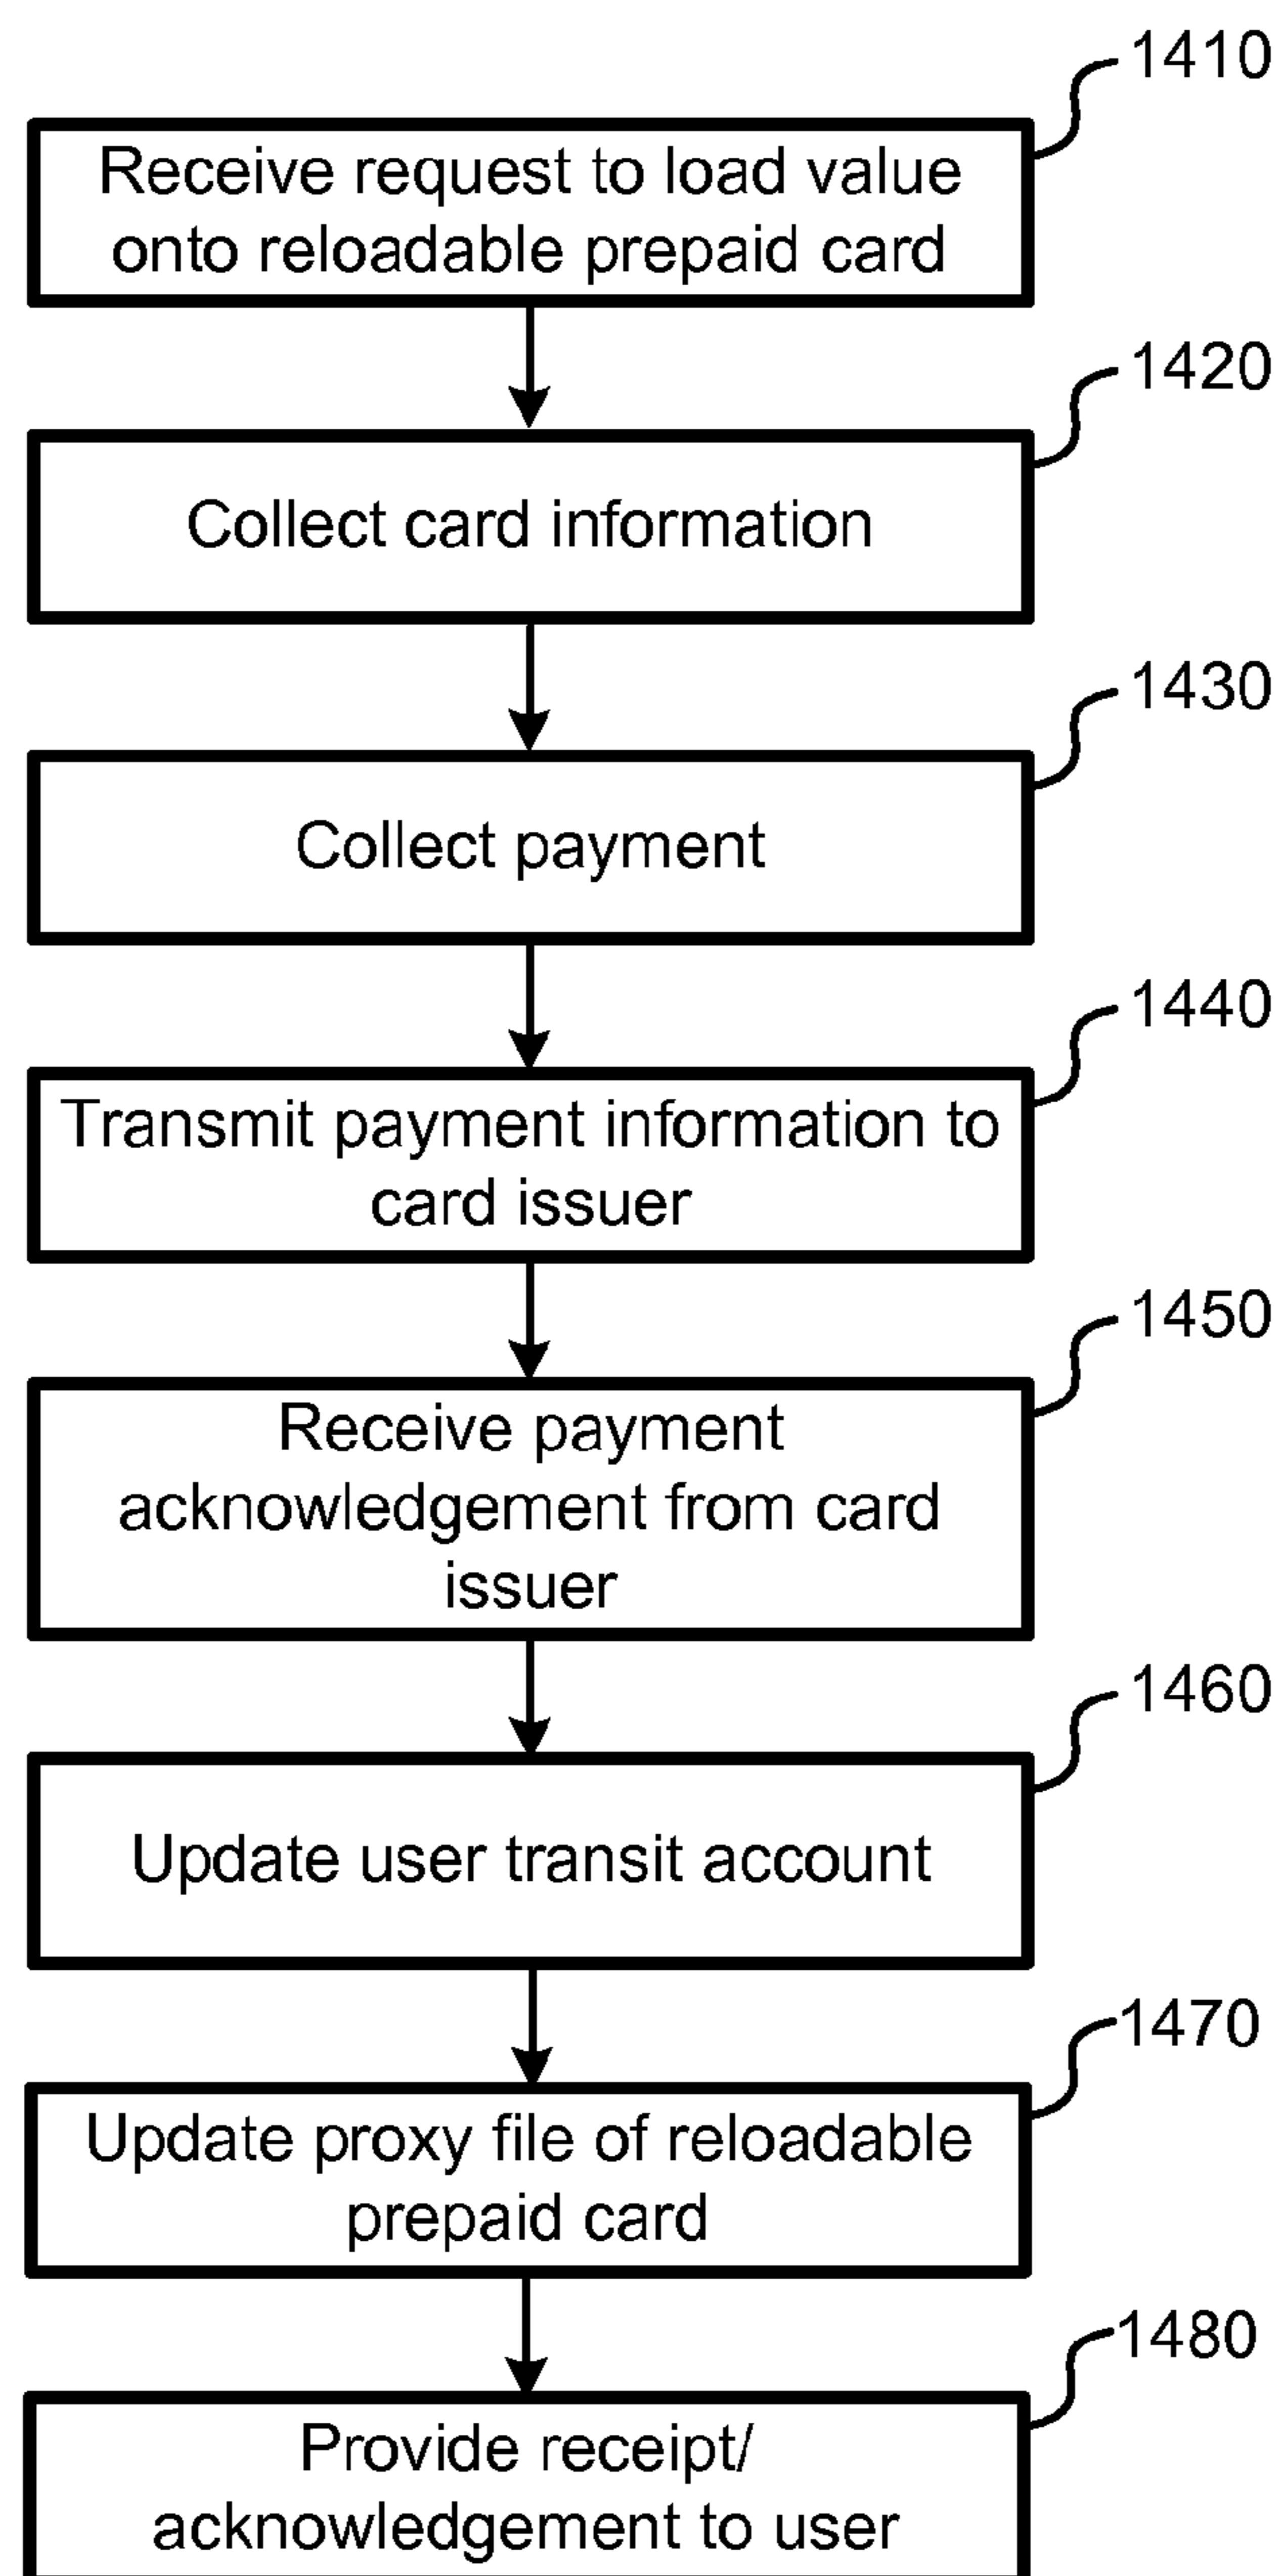 1410
Receive request to load value
onto reloadable prepaid card
1420
Collect card information
1430
Collect payment
1440
Transmit payment information to
card issuer
1450
Receive payment
acknowledgement from card
issuer
1460
Update user transit account
1470
Update proxy file of reloadable
prepaid card
1480
Provide receipt/
acknowledgement to user